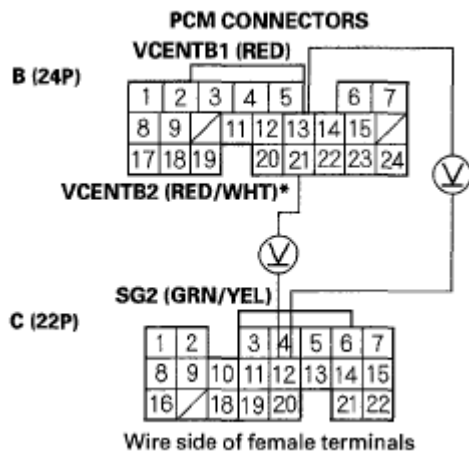 PCM CONNECTORS
VCENTB1 (RED)
B (24P)
1 2 3 4 5 6 7
8 9 11 12 13 14 15
17 18 19 20 21 22 23 24
VCENTB2 (RED/WHT)*
V
V
SG2 (GRN/YEL)
C (22P)
1 2 3 4 5 6 7
8 9 10 11 12 13 14 15
16 18 19 20 21 22
Wire side of female terminals